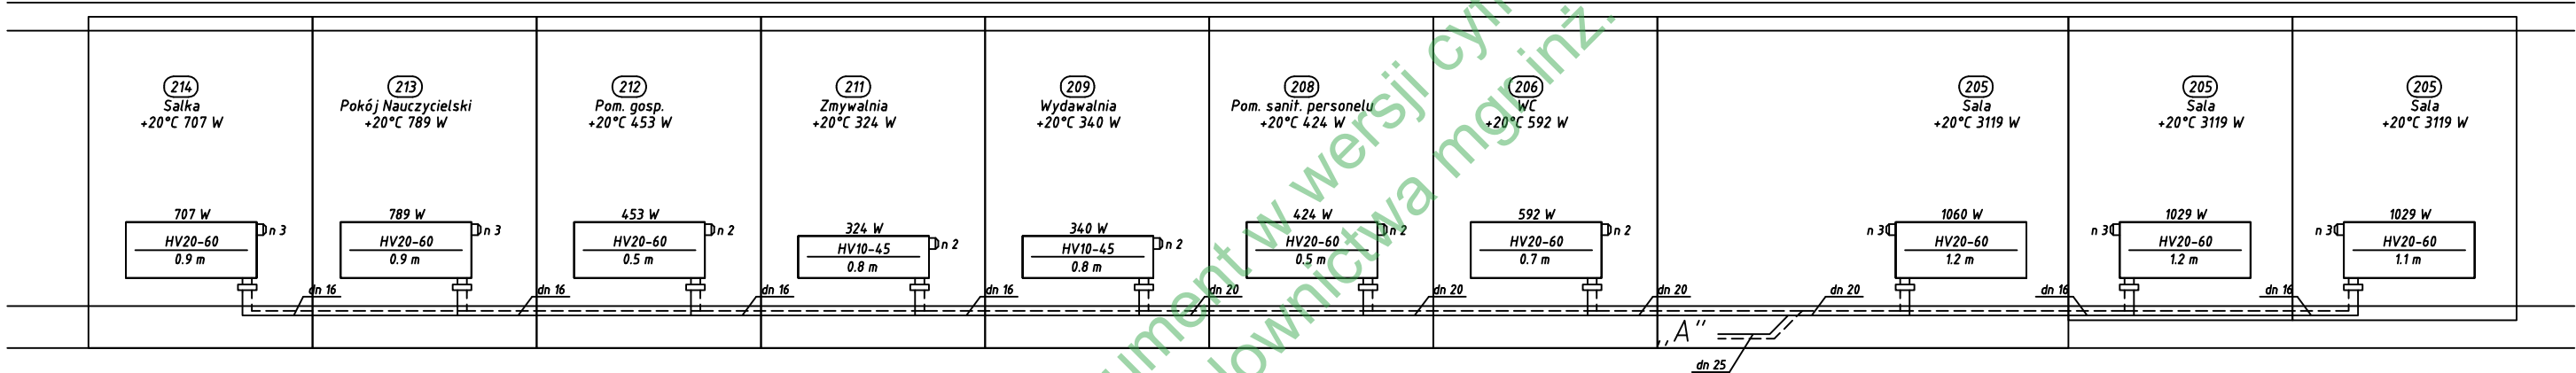 214
Salka
+20°C 707 W
213
Pokój Nauczycielski
+20°C 789 W
212
Pom. gosp.
+20°C 453 W
211
Zmywalnia
+20°C 324 W
209
Wydawalnia
+20°C 340 W
208
Pom. sanit. personelu
+20°C 424 W
206
WC
+20°C 592 W
205
Sala
+20°C 3119 W
205
Sala
+20°C 3119 W
205
Sala
+20°C 3119 W
707 W
HV20-60
0.9 m
n 3
789 W
HV20-60
0.9 m
n 3
453 W
HV20-60
0.5 m
n 2
324 W
HV10-45
0.8 m
n 2
340 W
HV10-45
0.8 m
n 2
424 W
HV20-60
0.5 m
n 2
592 W
HV20-60
0.7 m
n 2
1060 W
n 3
HV20-60
1.2 m
1029 W
n 3
HV20-60
1.2 m
1029 W
n 3
HV20-60
1.1 m
dn 16
dn 16
dn 16
dn 16
dn 20
dn 20
dn 20
dn 20
dn 16
dn 16
„A"
dn 25
w wersji
mgr inż.